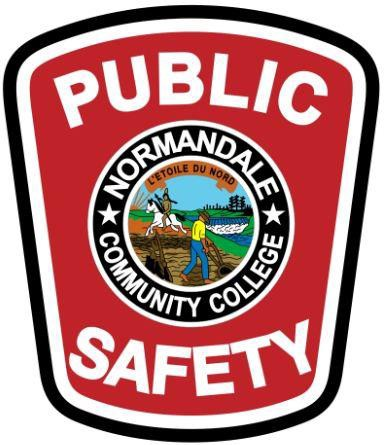 PUBLIC
NORMANDALE
L'ETOILE DU NORD
COMMUNITY COLLEGE
SAFETY